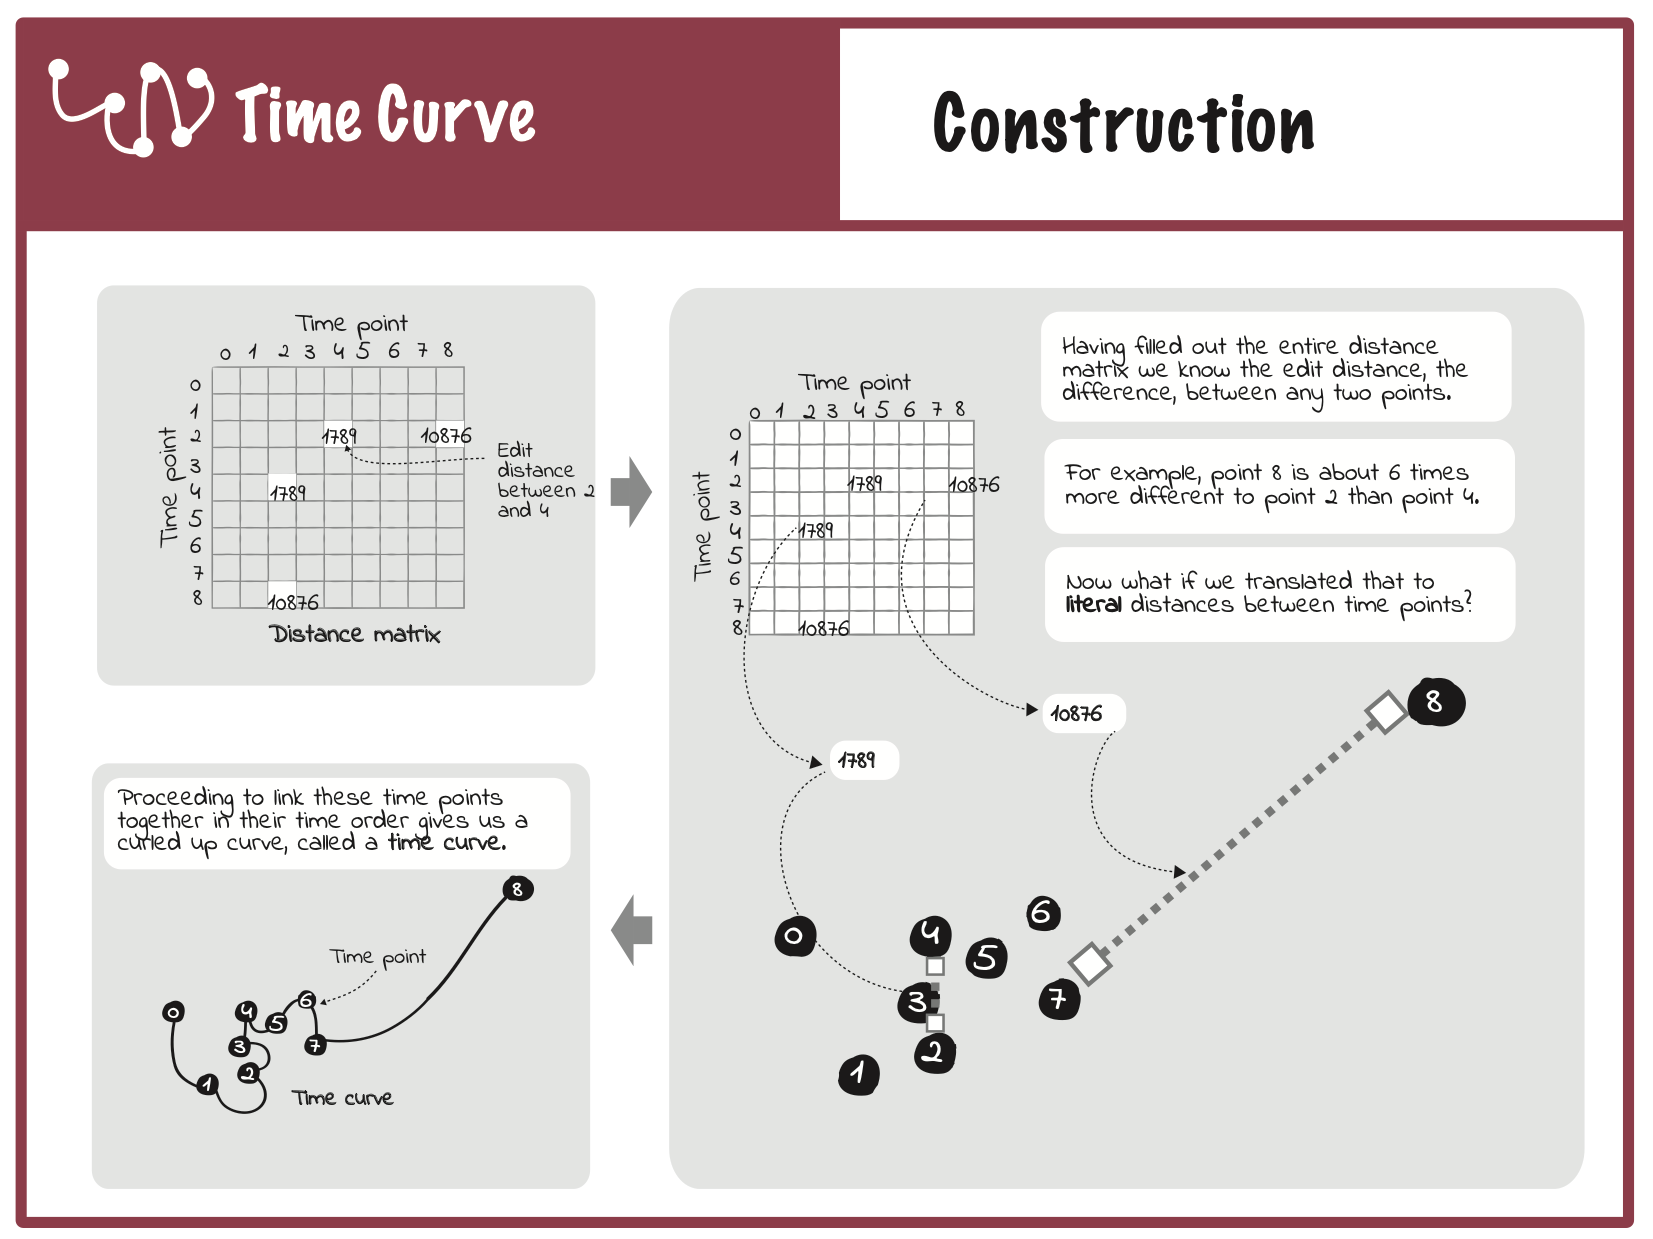 Time Curve
Construction
Time point
0 1 2 3 4 5 6 7 8
Time point
0
1
2 1789 10876
3
4 1789
5
6
7
8 10876
Edit
distance
between 2
and 4
Distance matrix
Time point
0 1 2 3 4 5 6 7 8
Time point
0
1
2 1789 10876
3
4 1789
5
6
7
8 10876
Having filled out the entire distance
matrix we know the edit distance, the
difference, between any two points.
For example, point 8 is about 6 times
more different to point 2 than point 4.
Now what if we translated that to
literal distances between time points?
10876
1789
8
6
0
4
5
3
7
2
1
Proceeding to link these time points
together in their time order gives us a
curled up curve, called a time curve.
8
Time point
6
0
4
5
3
7
2
1
Time curve